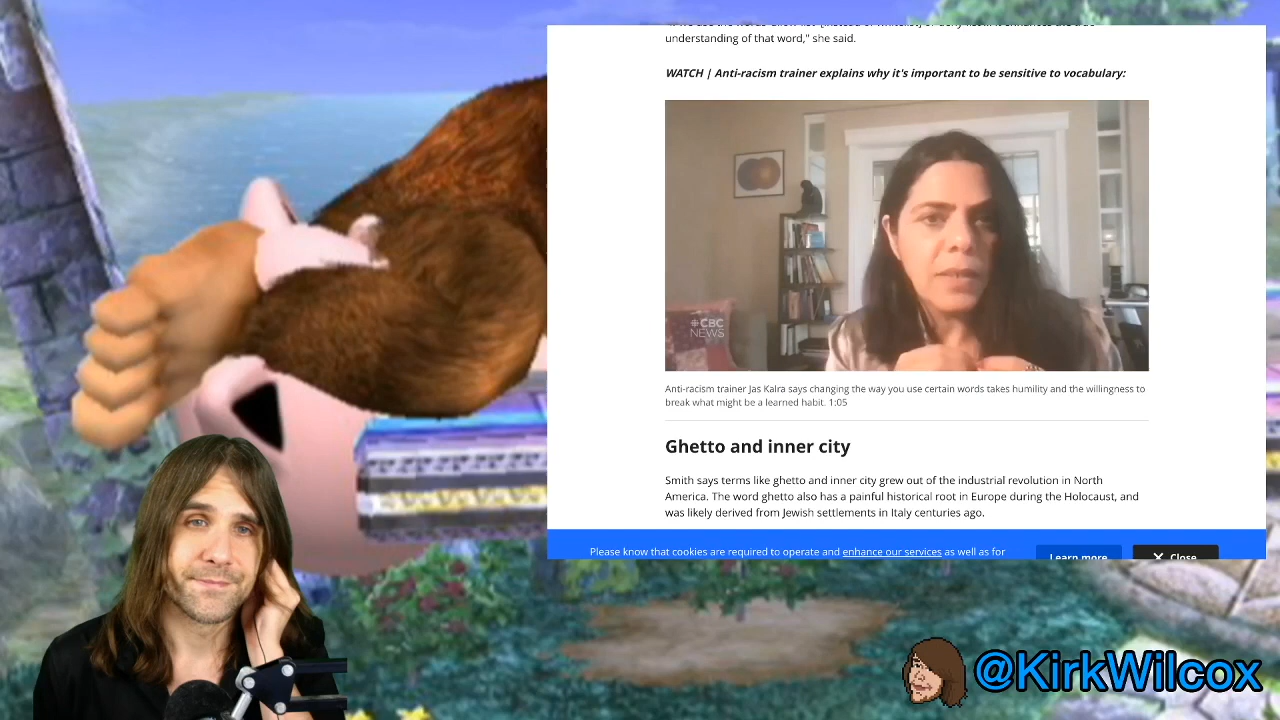 understanding of that word," she said.
WATCH | Anti-racism trainer explains why it's important to be sensitive to vocabulary:
CBC
NEWS
Anti-racism trainer Jas Kalra says changing the way you use certain words takes humility and the willingness to
break what might be a learned habit. 1:05
Ghetto and inner city
Smith says terms like ghetto and inner city grew out of the industrial revolution in North
America. The word ghetto also has a painful historical root in Europe during the Holocaust, and
was likely derived from Jewish settlements in Italy centuries ago.
Please know that cookies are required to operate and enhance our services as well as for
Learn more
Close
@KirkWilcox